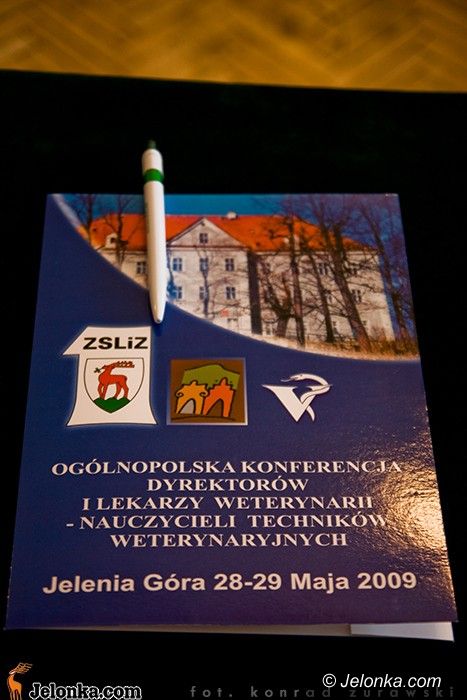 ZSLiZ
OGÓLNOPOLSKA KONFERENCJA
DYREKTORÓW
I LEKARZY WETERYNARII
- NAUCZYCIELI TECHNIKÓW
WETERYNARYJNYCH
Jelenia Góra 28-29 Maja 2009
Jelonka.com
fot. konrad żurawski
© Jelonka.com